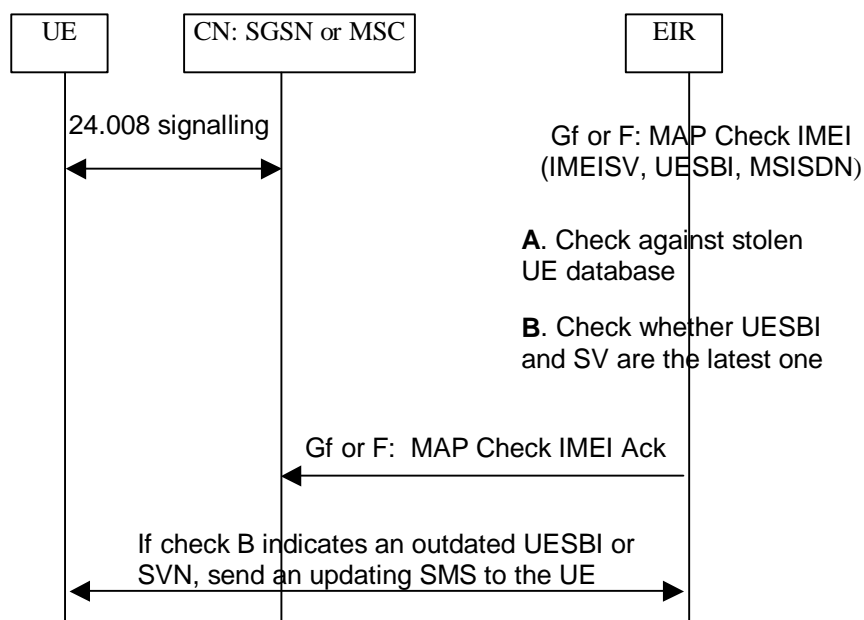 UE
CN: SGSN or MSC
EIR
24.008 signalling
Gf or F: MAP Check IMEI
(IMEISV, UESBI, MSISDN)
A. Check against stolen
UE database
B. Check whether UESBI
and SV are the latest one
Gf or F: MAP Check IMEI Ack
If check B indicates an outdated UESBI or
SVN, send an updating SMS to the UE